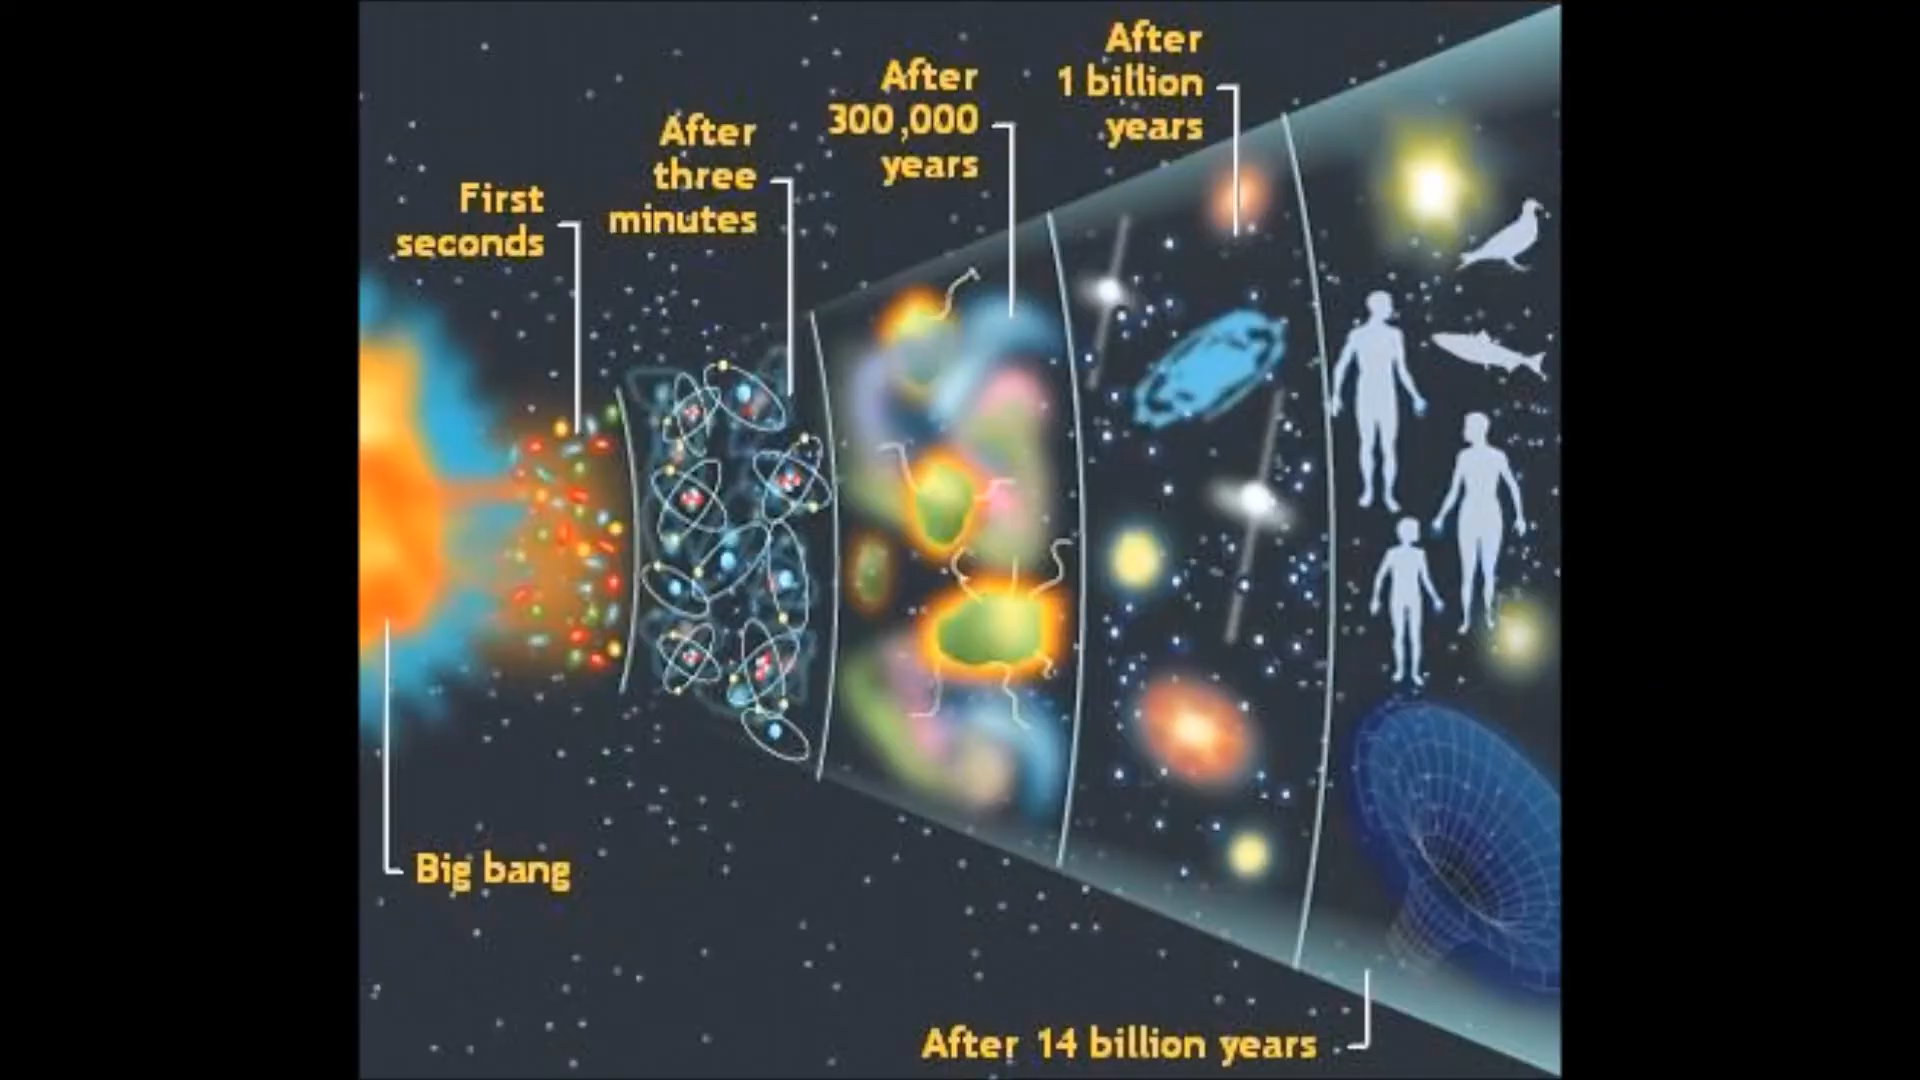 After
1 billion
years
After
300,000
years
After
three
minutes
First
seconds
Big bang
After 14 billion years